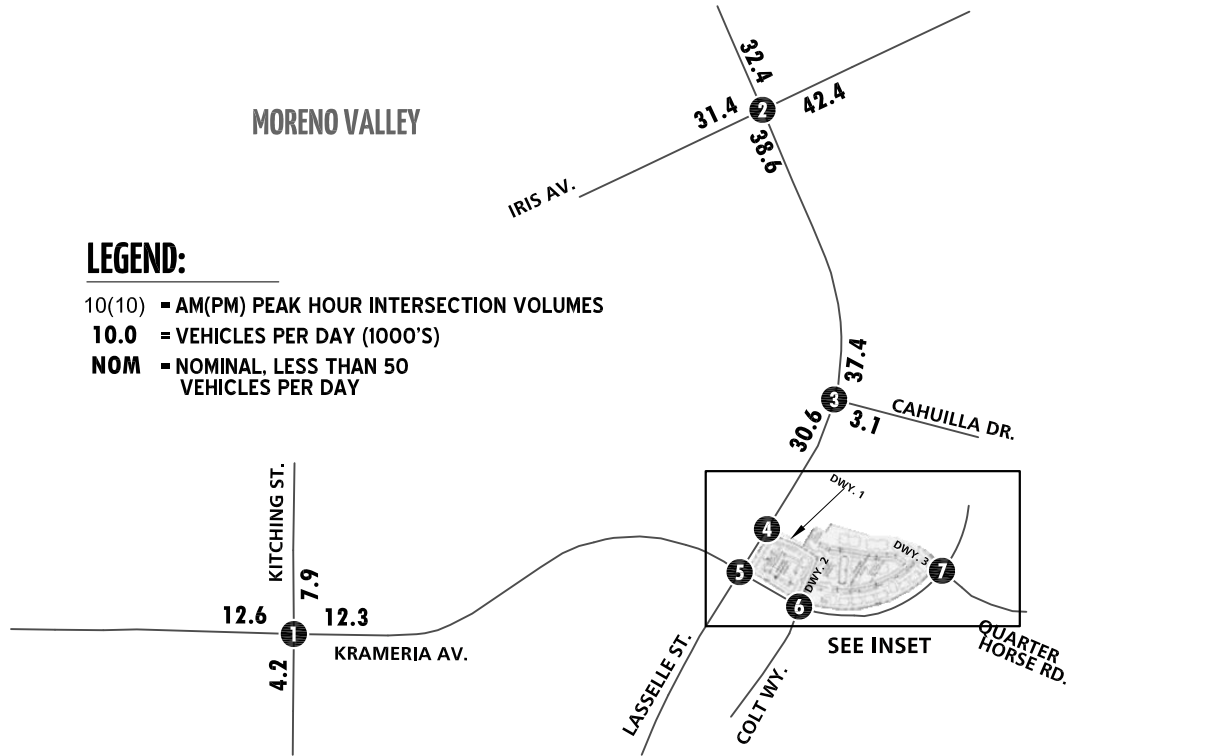 32.4
42.4
31.4
2
38.6
MORENO VALLEY
IRIS AV.
LEGEND:
10(10) = AM(PM) PEAK HOUR INTERSECTION VOLUMES
10.0 = VEHICLES PER DAY (1000'S)
NOM = NOMINAL, LESS THAN 50
VEHICLES PER DAY
37.4
3
CAHUILLA DR.
30.6
3.1
KITCHING ST.
DWY. 1
4
DWY. 3
5
7
DWY. 2
7.9
6
12.6
12.3
1
KRAMERIA AV.
4.2
SEE INSET
QUARTER
HORSE RD.
LASSELLE ST.
COLT WY.